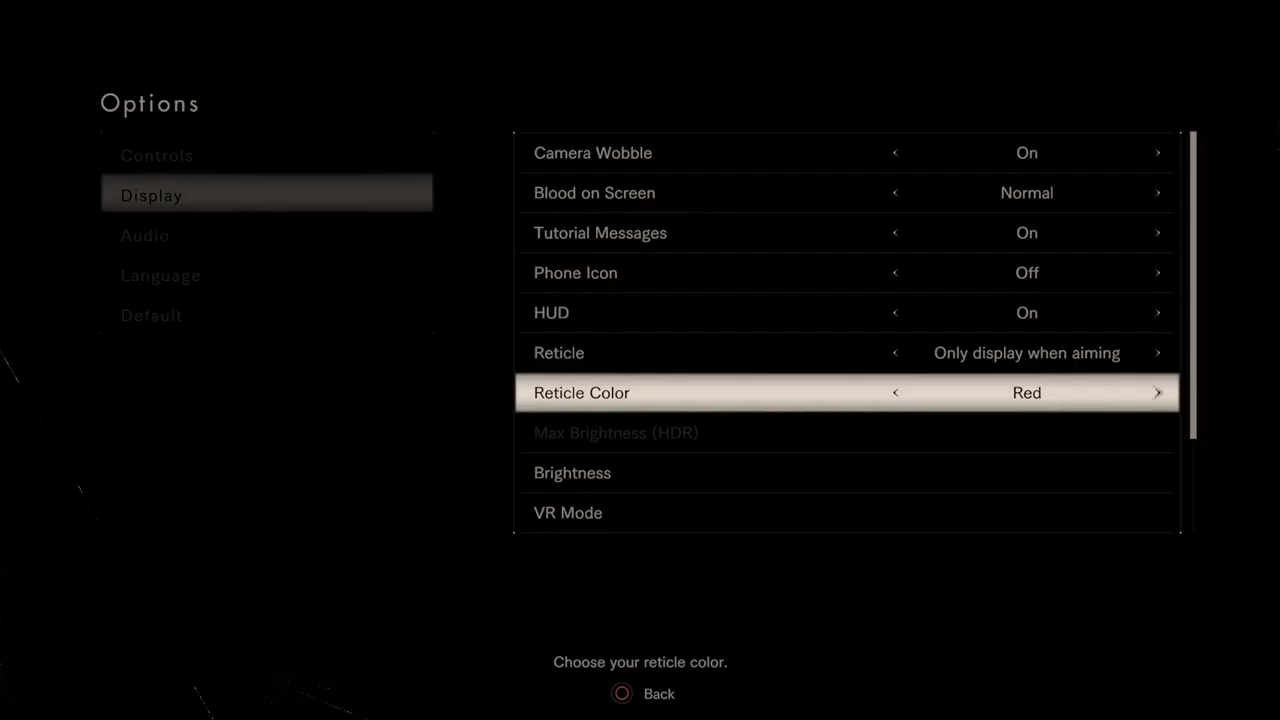 Options
Controls
Display
Audio
Language
Default
Camera Wobble < On >
Blood on Screen < Normal >
Tutorial Messages < On >
Phone Icon < Off >
HUD < On >
Reticle < Only display when aiming >
Reticle Color < Red >
Max Brightness (HDR)
Brightness
VR Mode
Choose your reticle color.
Back